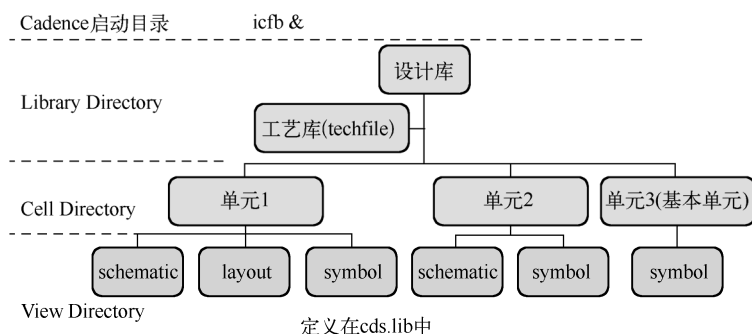 Cadence启动目录 icfb &
设计库
Library Directory
工艺库(techfile)
Cell Directory
单元1 单元2 单元3(基本单元)
schematic layout symbol schematic symbol symbol
View Directory
定义在cds.lib中